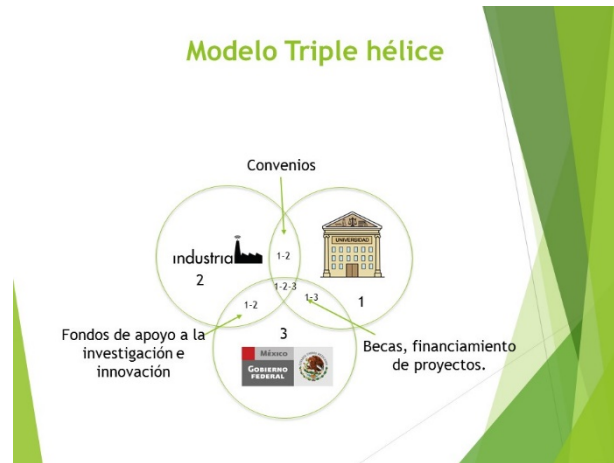 Modelo Triple hélice
Convenios
UNIVERSIDAD
industria
1-2
2
1-2-3
1
1-2
1-3
3
Fondos de apoyo a la
investigación e
innovación
Becas, financiamiento
de proyectos.
México
GOBIERNO
FEDERAL